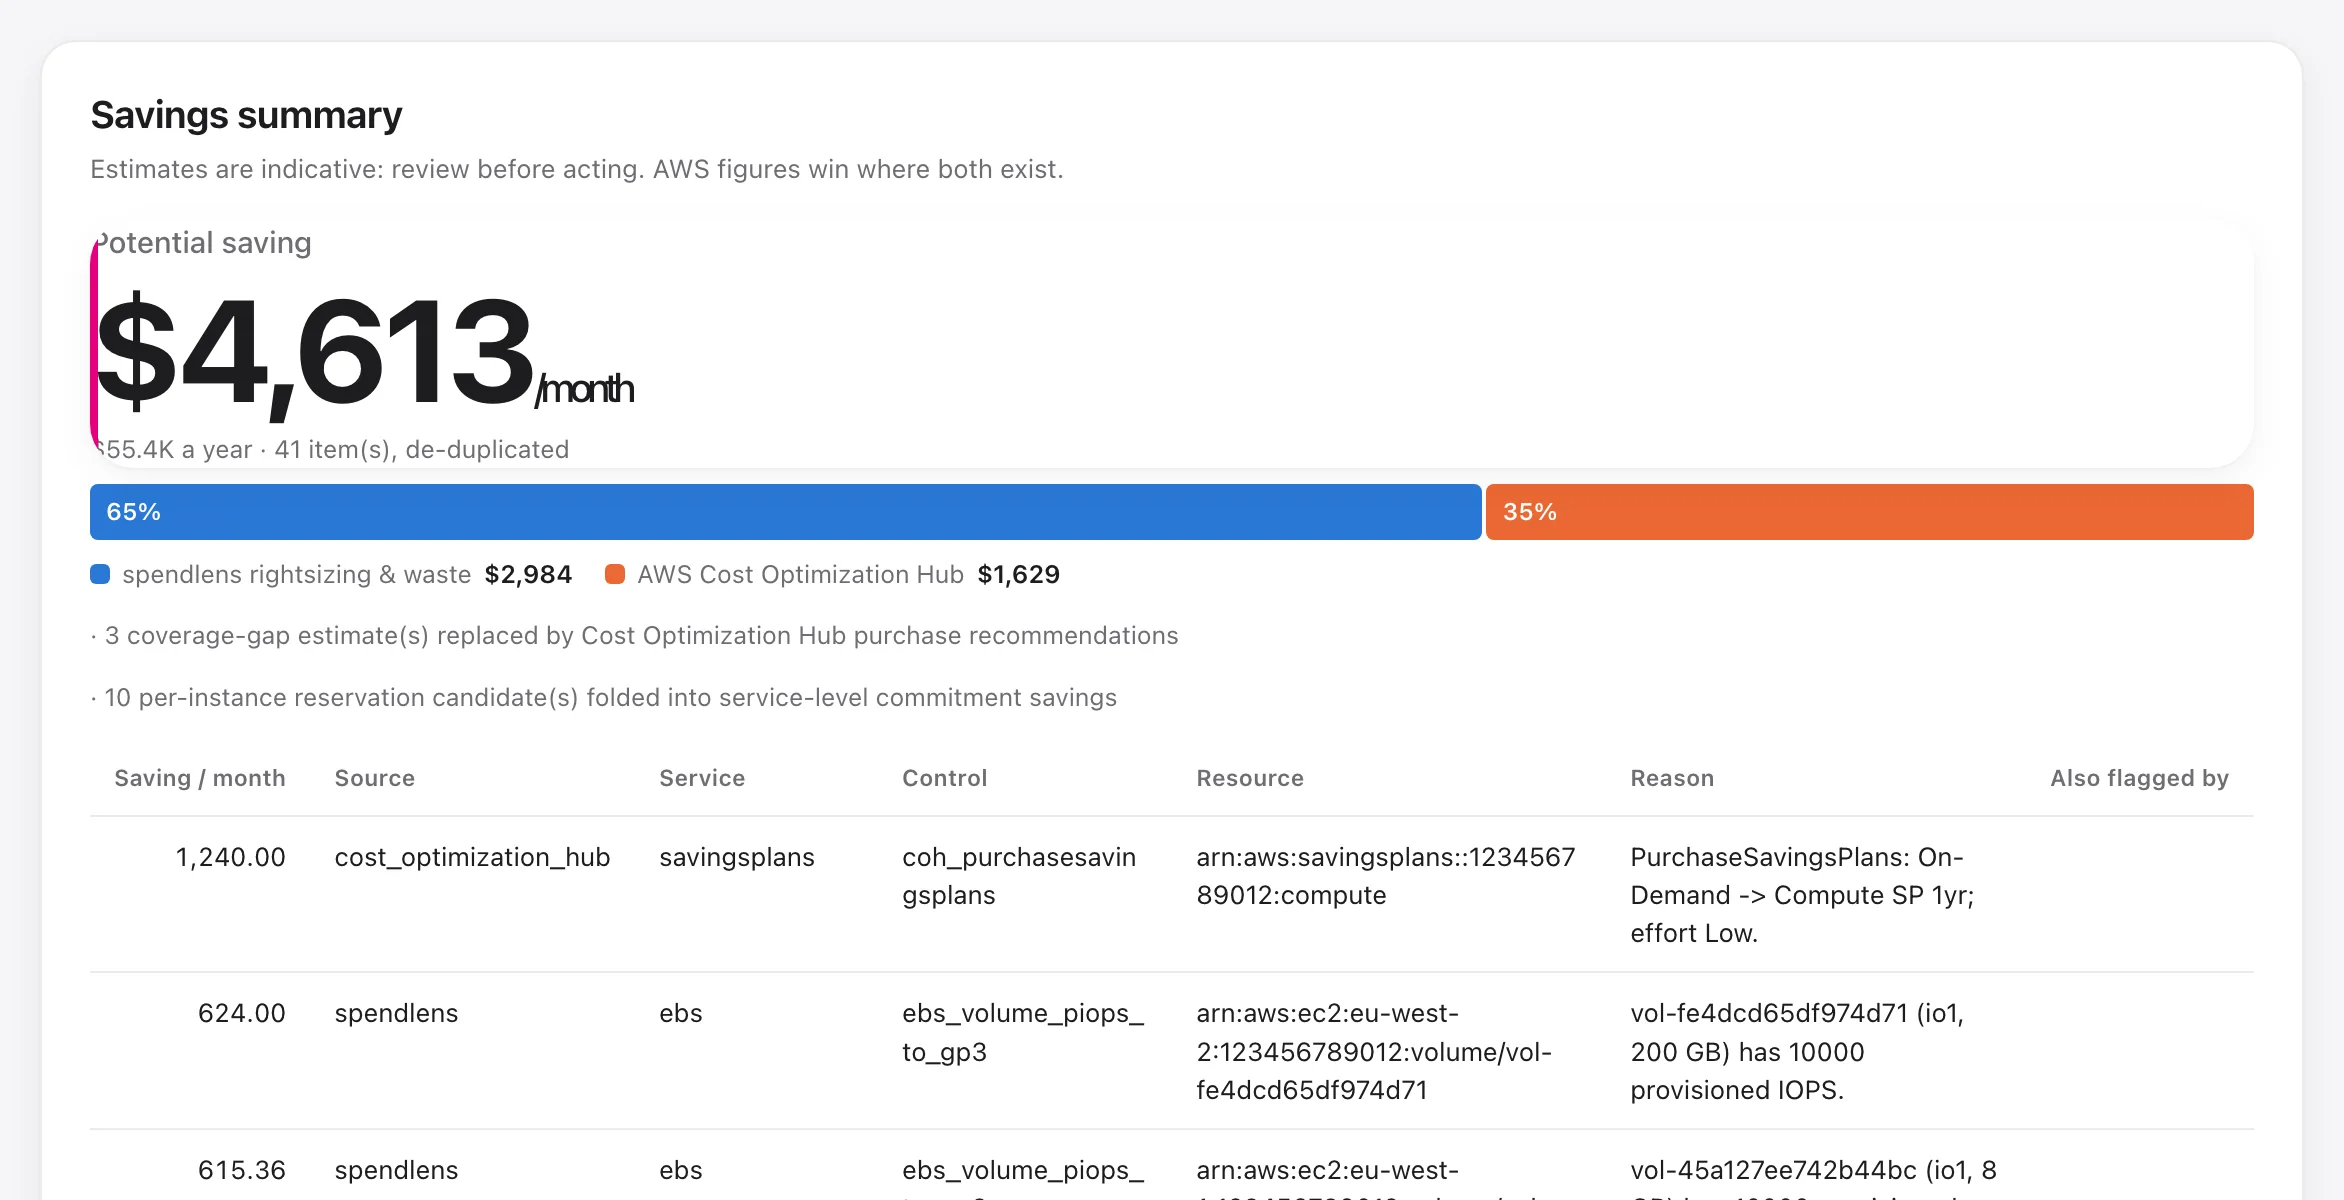 Savings summary
Estimates are indicative: review before acting. AWS figures win where both exist.
Potential saving
$4,613/month
$55.4K a year · 41 item(s), de-duplicated
65%
35%
spendlens rightsizing & waste $2,984 AWS Cost Optimization Hub $1,629
· 3 coverage-gap estimate(s) replaced by Cost Optimization Hub purchase recommendations
· 10 per-instance reservation candidate(s) folded into service-level commitment savings
Saving / month Source Service Control Resource Reason Also flagged by
1,240.00 cost_optimization_hub savingsplans coh_purchasesavin arn:aws:savingsplans::1234567 PurchaseSavingsPlans: On-
gsplans 89012:compute Demand -> Compute SP 1yr;
effort Low.
624.00 spendlens ebs ebs_volume_piops_ arn:aws:ec2:eu-west- vol-fe4dcd65df974d71 (io1,
to_gp3 2:123456789012:volume/vol- 200 GB) has 10000
fe4dcd65df974d71 provisioned IOPS.
615.36 spendlens ebs ebs_volume_piops_ arn:aws:ec2:eu-west- vol-45a127ee742b44bc (io1, 8